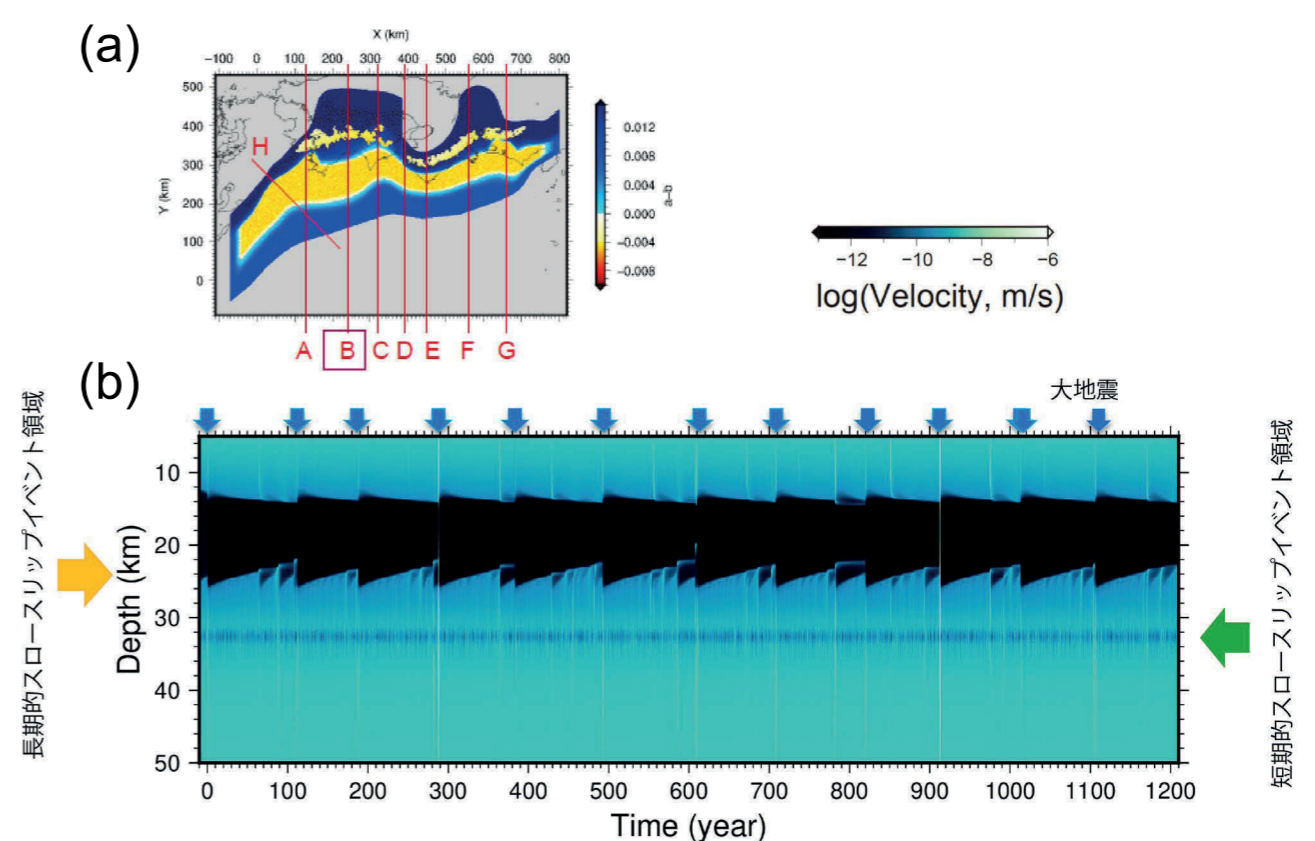 (a)
X (km)
-100 0 100 200 300 400 500 600 700 800
500
400
300
200
100
0
Y (km)
H
A B C D E F G
0.012
0.008
0.004
0.000
-0.004
-0.008
a-b
-12 -10 -8 -6
log(Velocity, m/s)
(b)
大地震
長期的スロースリップイベント領域
短期的スロースリップイベント領域
10
20
30
40
50
Depth (km)
0 100 200 300 400 500 600 700 800 900 1000 1100 1200
Time (year)